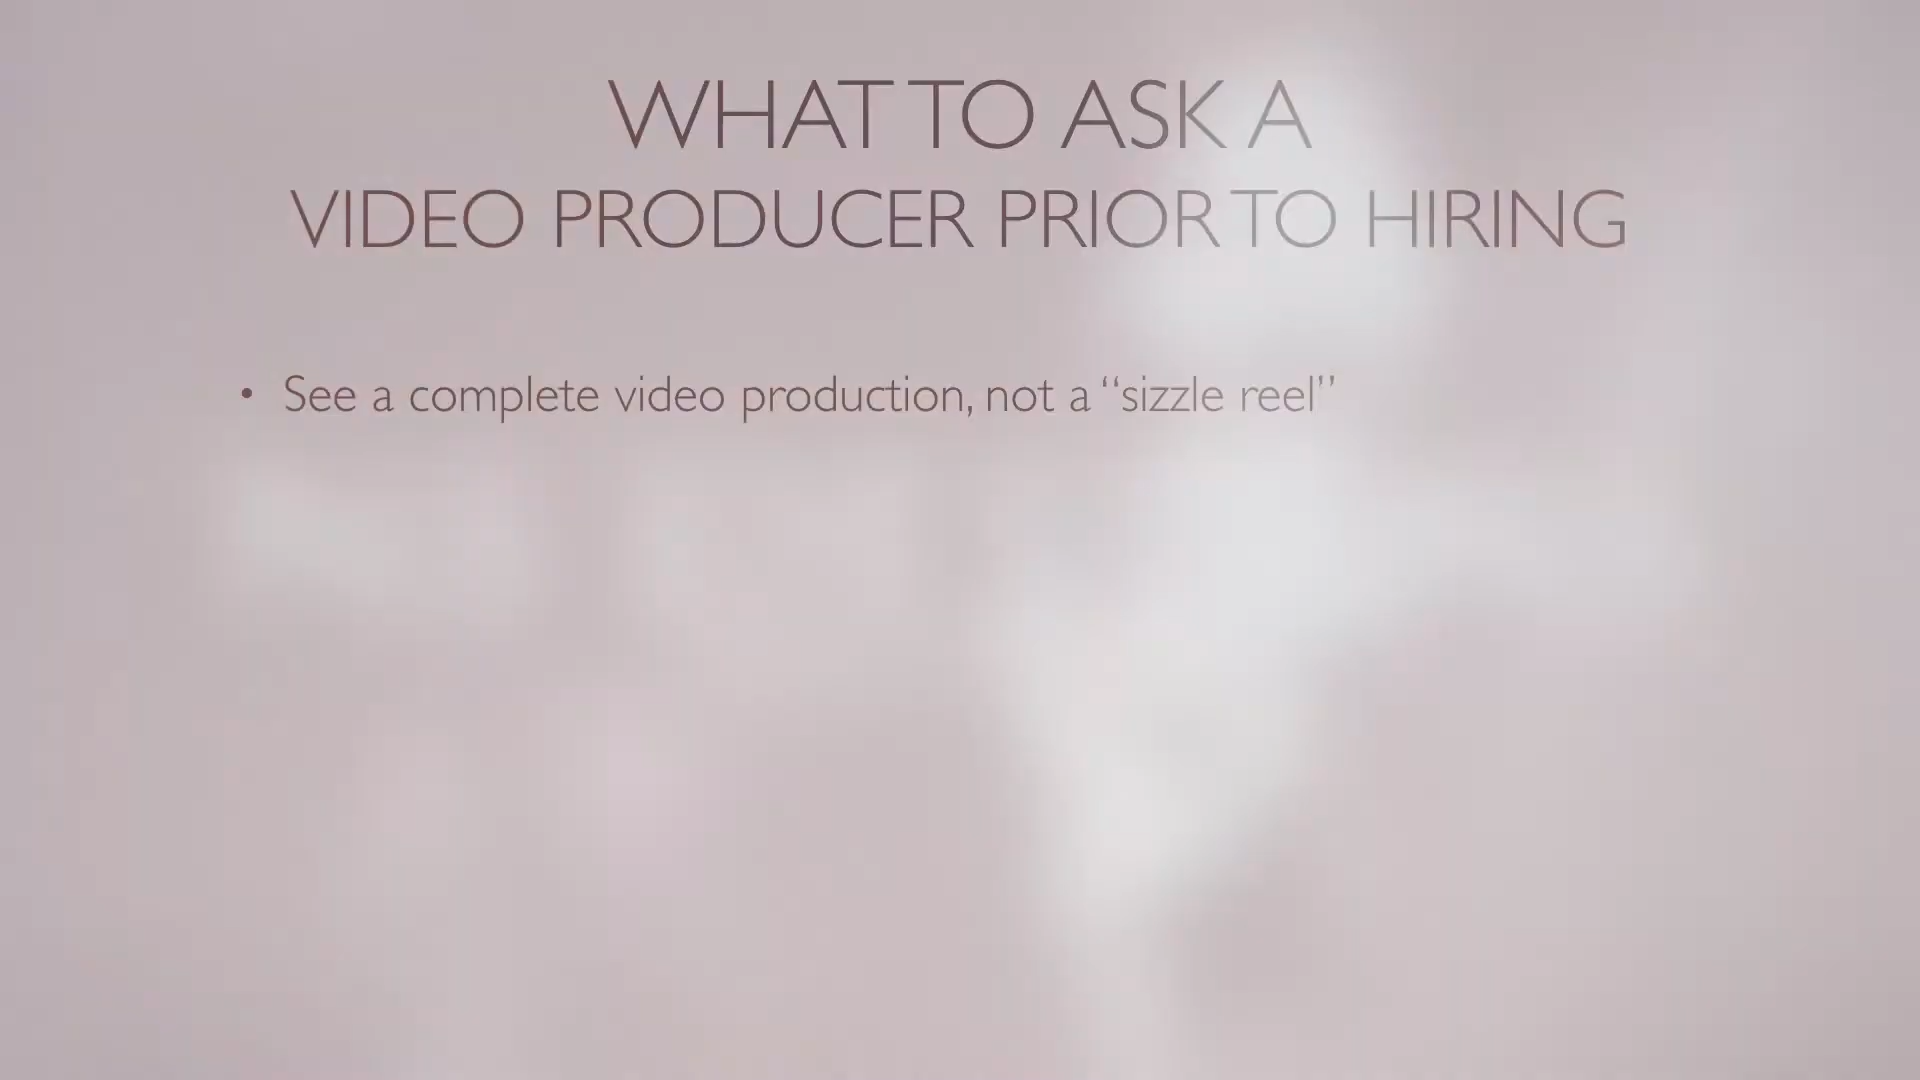 WHAT TO ASK A
VIDEO PRODUCER PRIOR TO HIRING
• See a complete video production, not a “sizzle reel”